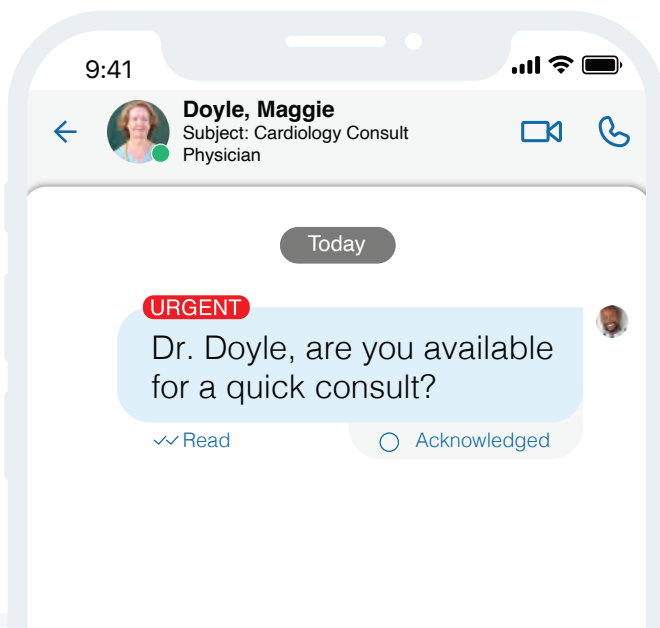 9:41
Doyle, Maggie
Subject: Cardiology Consult
Physician
Today
URGENT
Dr. Doyle, are you available
for a quick consult?
Read
Acknowledged